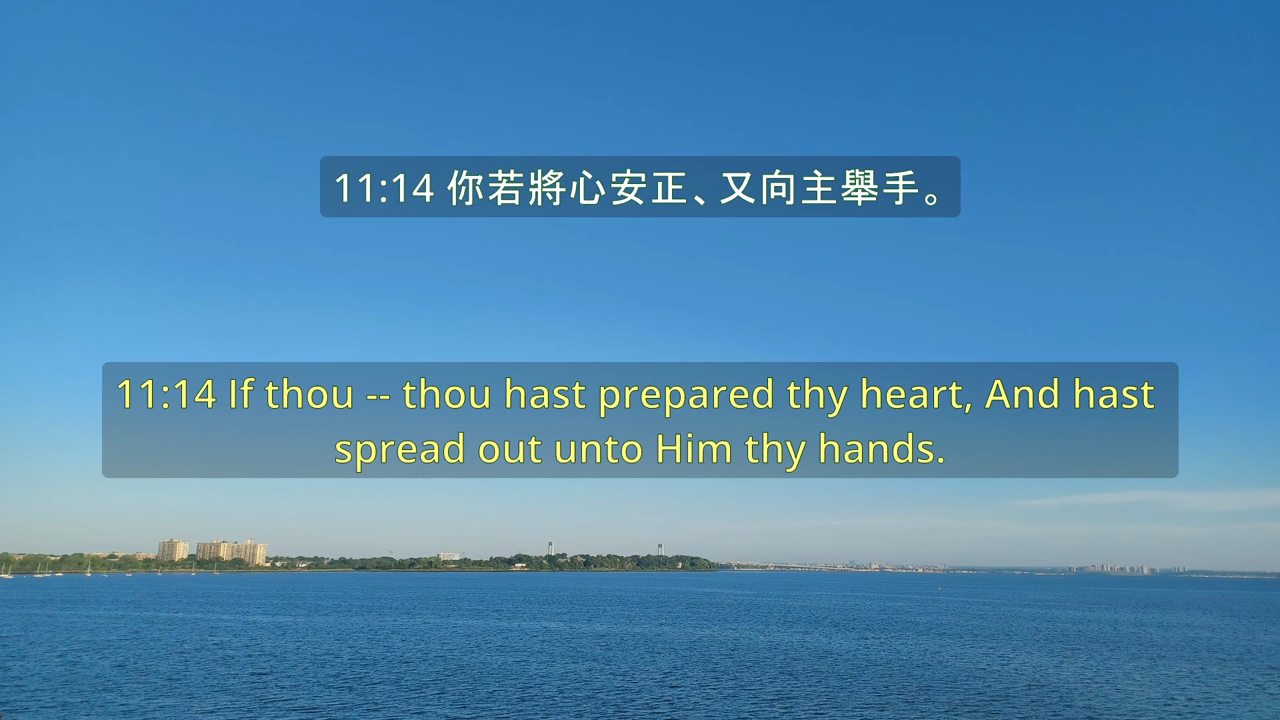 11:14 你若將心安正、又向主舉手。
11:14 If thou -- thou hast prepared thy heart, And hast
spread out unto Him thy hands.